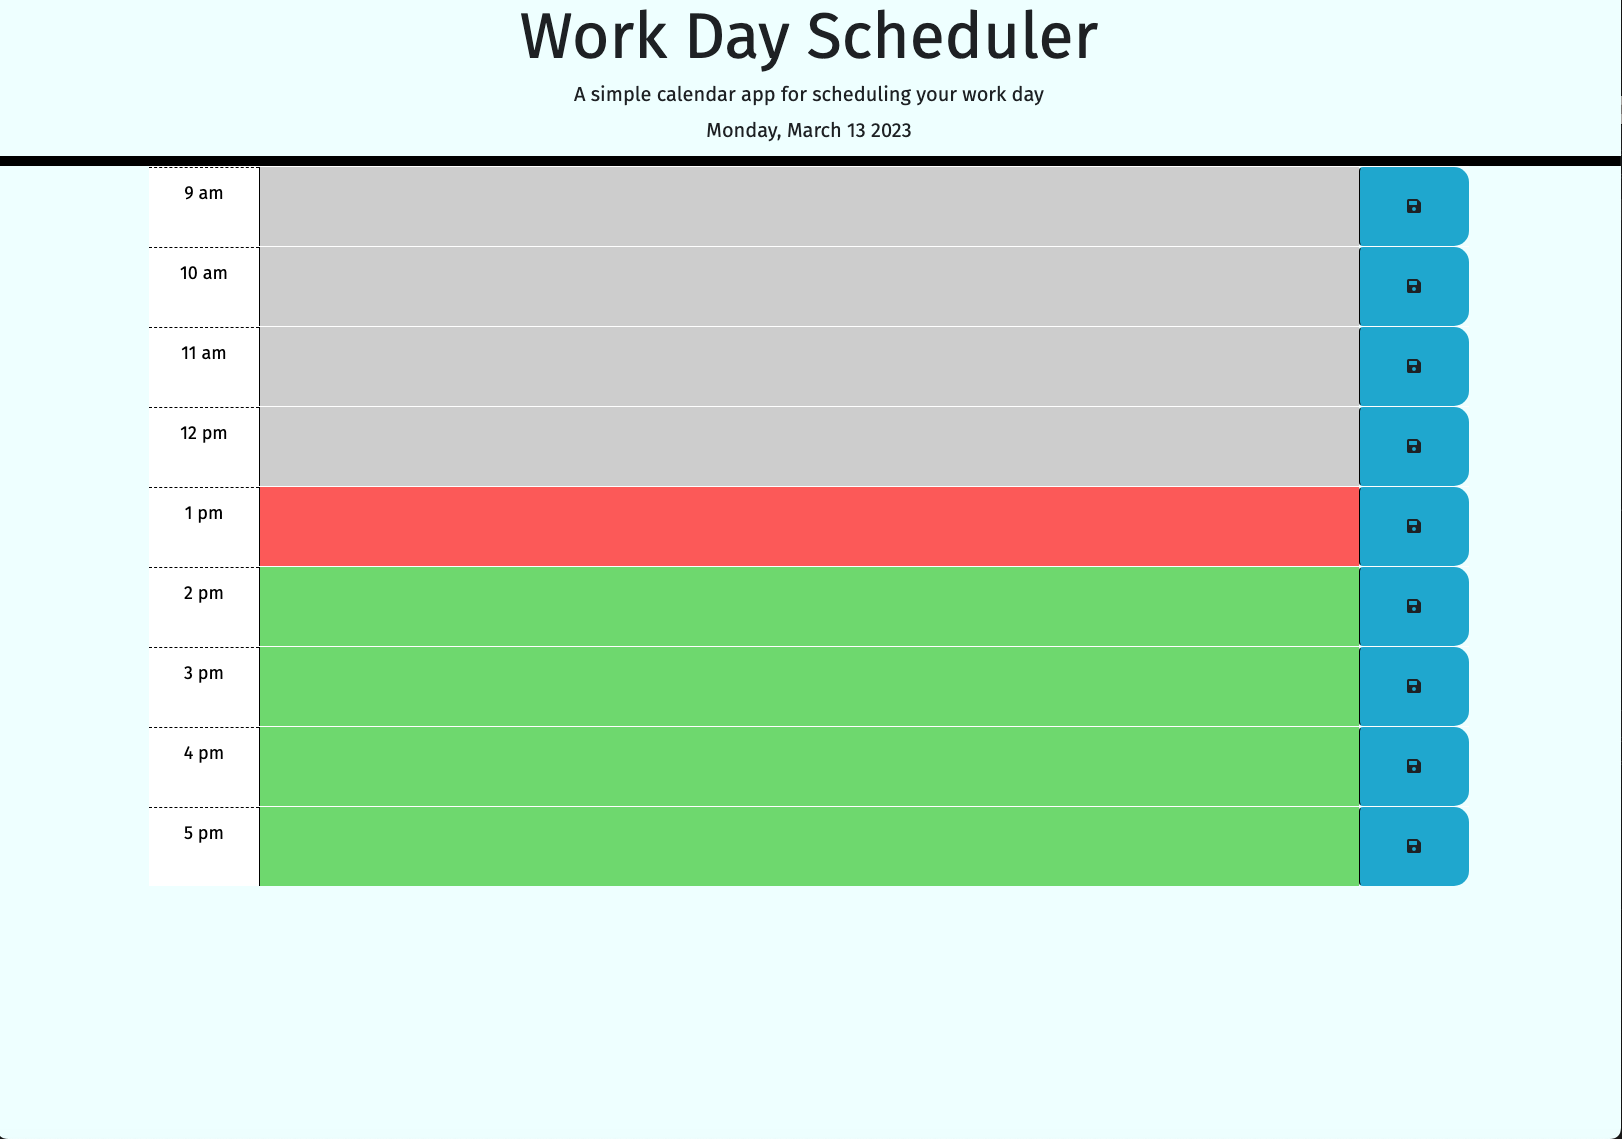 Work Day Scheduler
A simple calendar app for scheduling your work day
Monday, March 13 2023
9 am
10 am
11 am
12 pm
1 pm
2 pm
3 pm
4 pm
5 pm